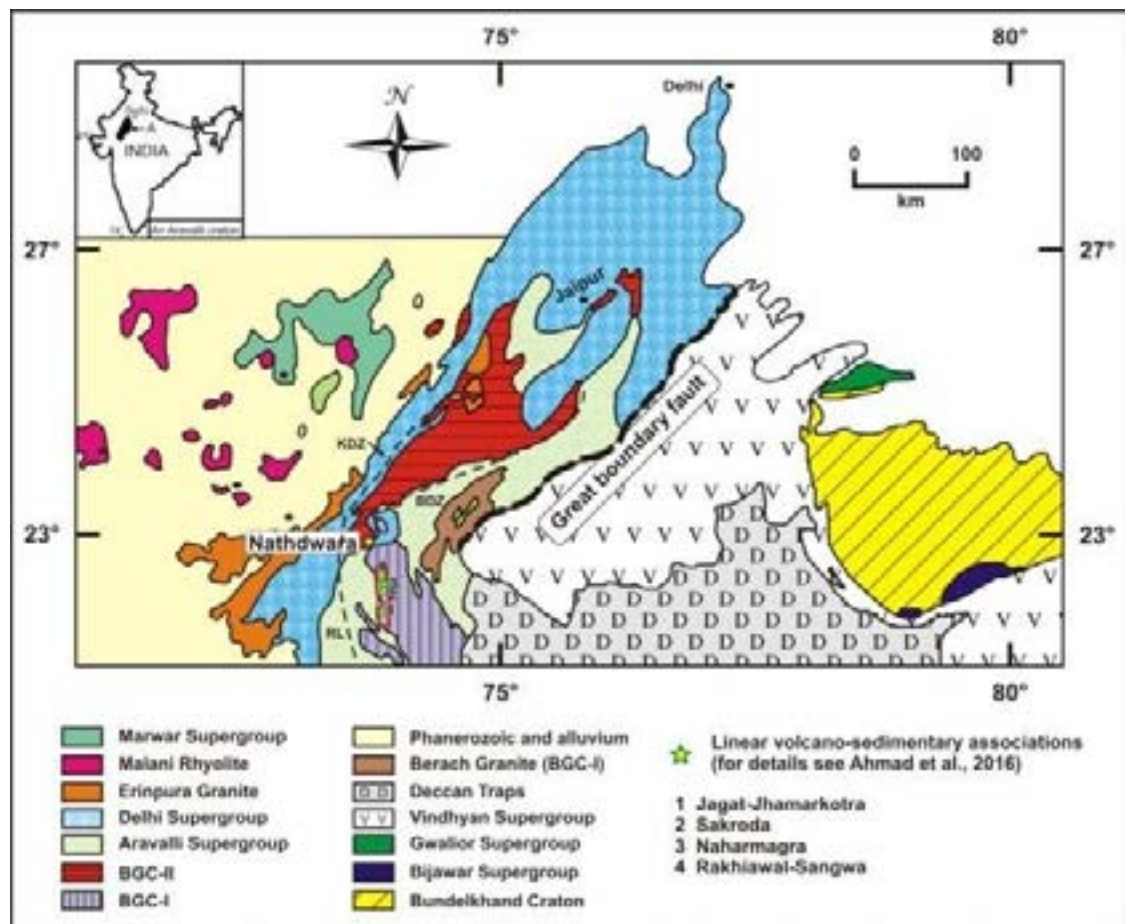 75°
80°
N
Delhi
A
INDIA
0
100
km
27°
27°
Jaipur
V V V
KDZ
BDZ
Great boundary fault
23°
23°
Nathdwara
RL
75°
80°
Marwar Supergroup
Malani Rhyolite
Erinpura Granite
Delhi Supergroup
Aravalli Supergroup
BGC-II
BGC-I
Phanerozoic and alluvium
Berach Granite (BGC-I)
D D Deccan Traps
V V Vindhyan Supergroup
Gwalior Supergroup
Bijawar Supergroup
Bundelkhand Craton
Linear volcano-sedimentary associations
(for details see Ahmad et al., 2016)
1 Jagat-Jhamarkotra
2 Sakroda
3 Naharmagra
4 Rakhiawal-Sangwa